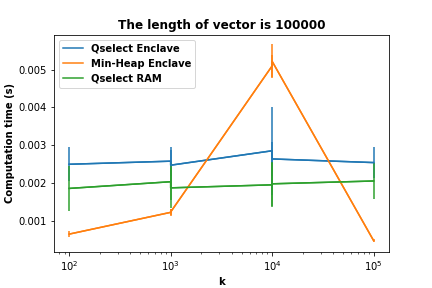 The length of vector is 100000
Qselect Enclave
Min-Heap Enclave
Qselect RAM
Computation time (s)
0.005
0.004
0.003
0.002
0.001
10²
10³
10⁴
10⁵
k